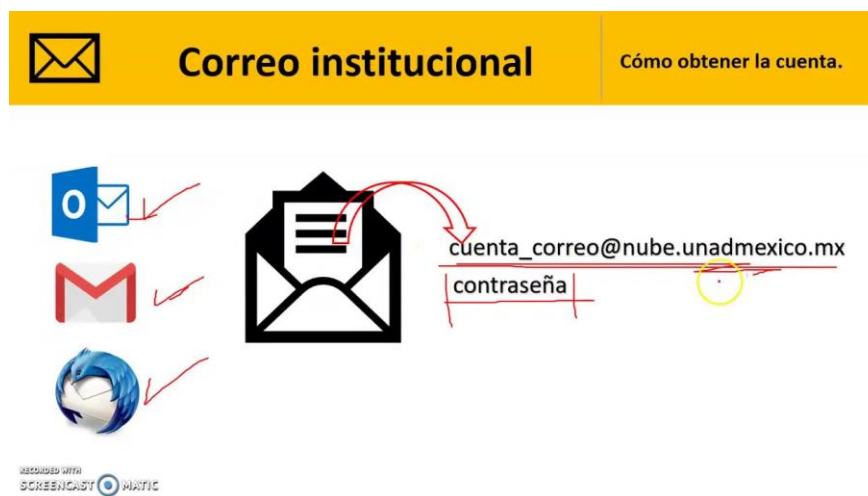 Correo institucional
Cómo obtener la cuenta.
O
cuenta_correo@nube.unadmexico.mx
contraseña
RECORDED WITH
SCREENCAST MATIC